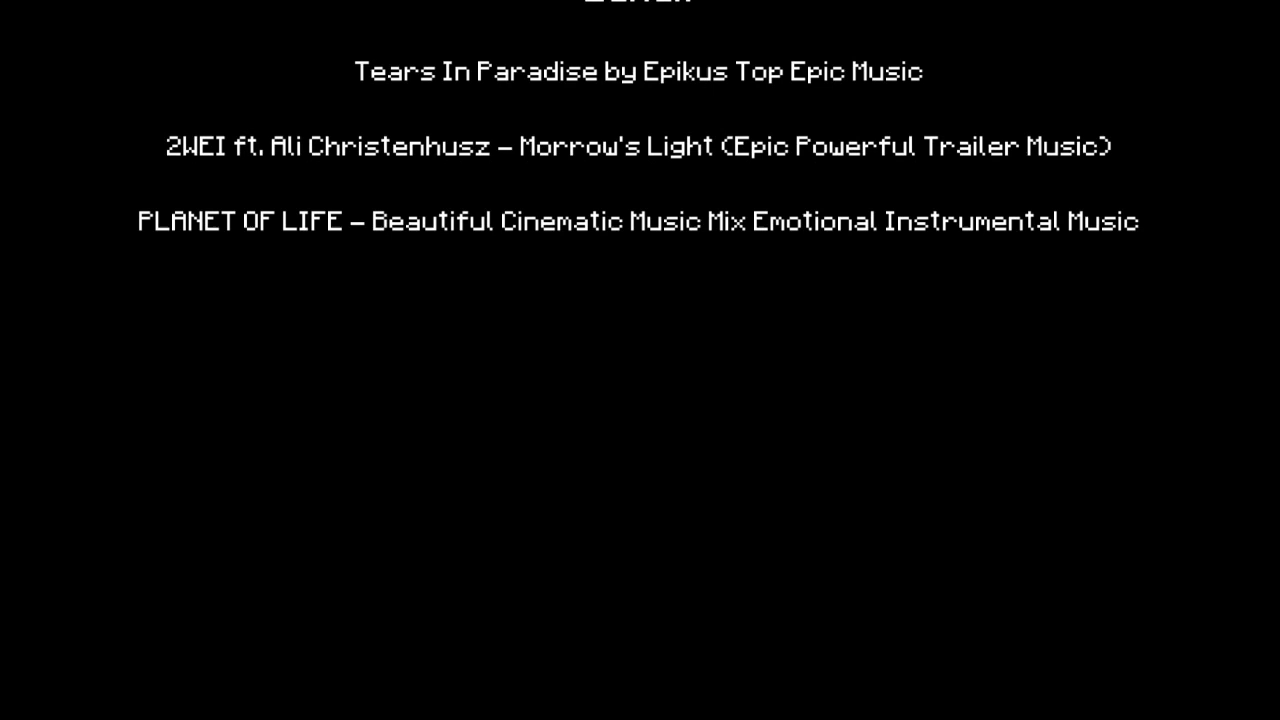 Tears In Paradise by Epikus Top Epic Music
2WEI ft. Ali Christenhusz - Morrow's Light (Epic Powerful Trailer Music)
PLANET OF LIFE - Beautiful Cinematic Music Mix Emotional Instrumental Music